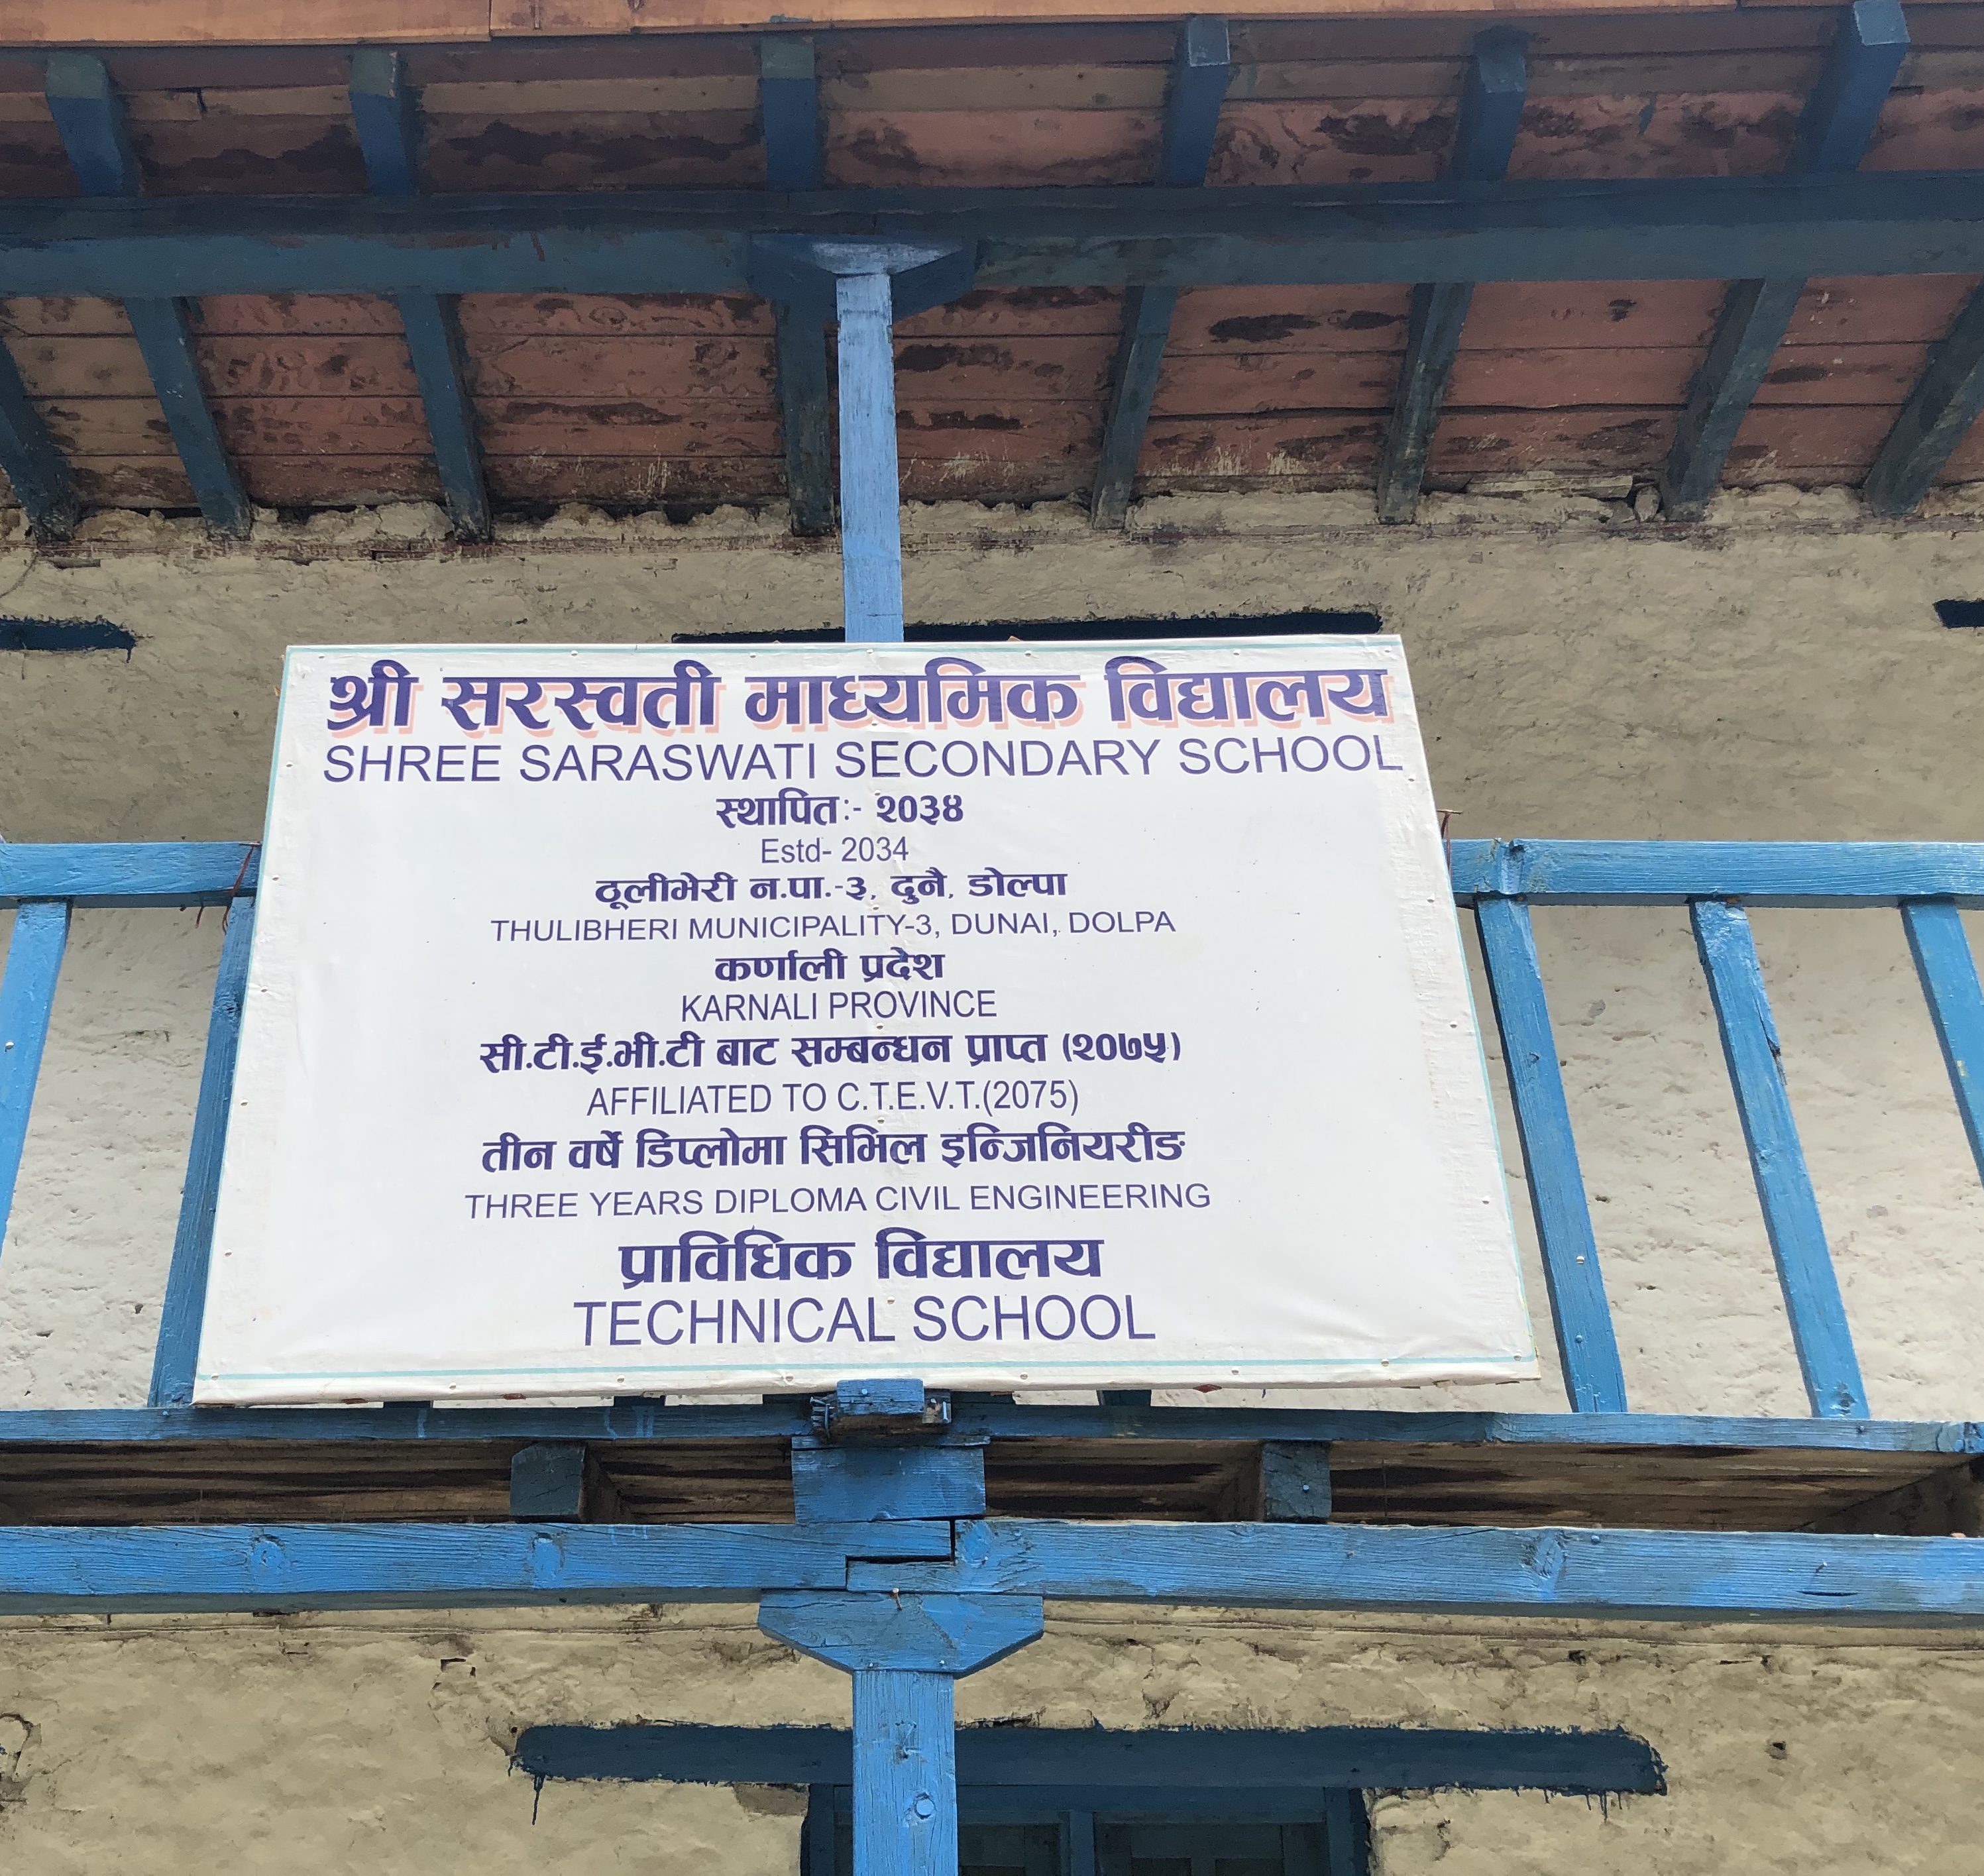 श्री सरस्वती माध्यमिक विद्यालय
SHREE SARASWATI SECONDARY SCHOOL
स्थापितः- २०३४
Estd- 2034
ठूलीभेरी न.पा.-३, दुनै, डोल्पा
THULIBHERI MUNICIPALITY-3, DUNAI, DOLPA
कर्णाली प्रदेश
KARNALI PROVINCE
सी.टी.ई.भी.टी बाट सम्बन्धन प्राप्त (२०७५)
AFFILIATED TO C.T.E.V.T.(2075)
तीन वर्षे डिप्लोमा सिभिल इन्जिनियरीङ
THREE YEARS DIPLOMA CIVIL ENGINEERING
प्राविधिक विद्यालय
TECHNICAL SCHOOL